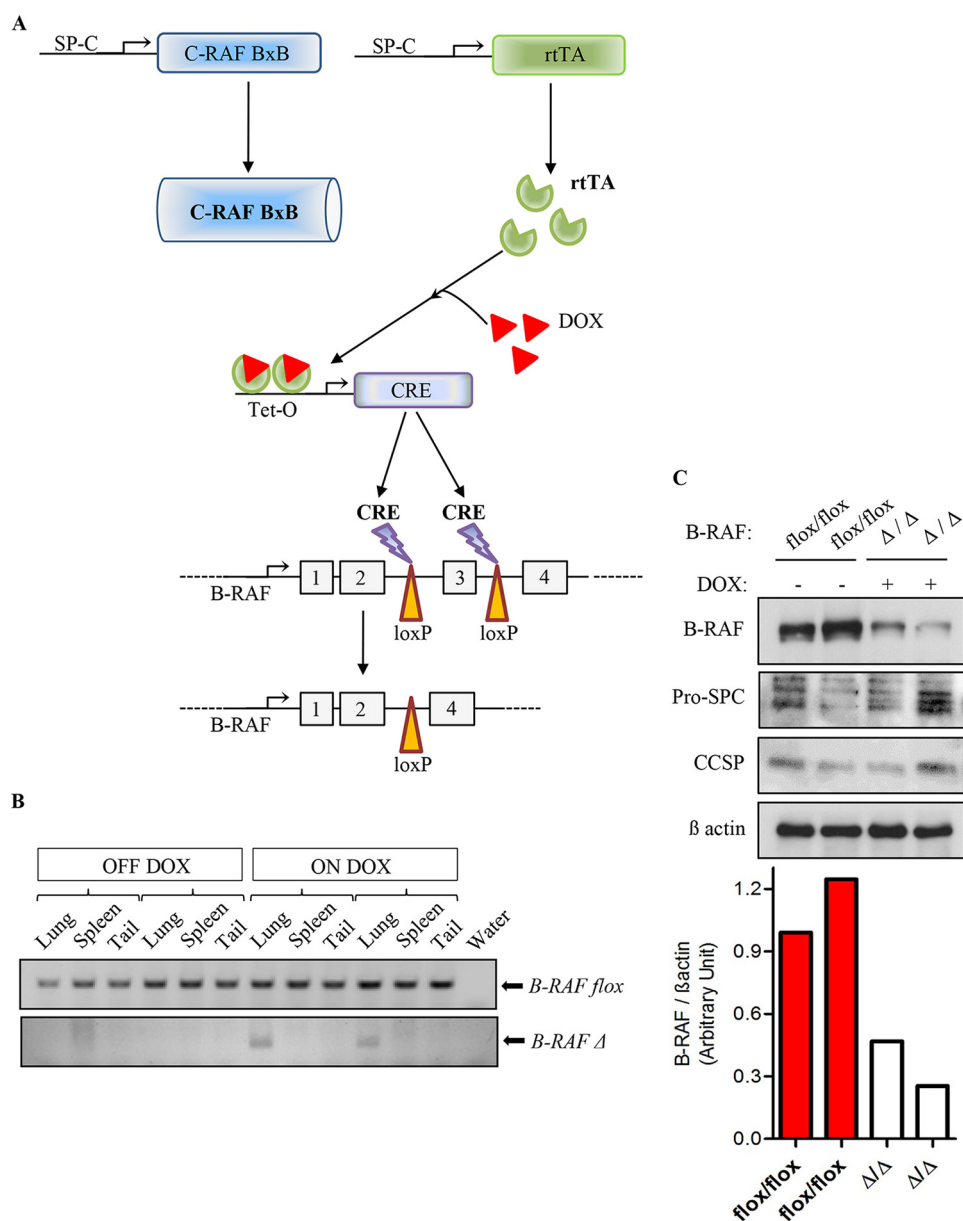 A
SP-C
C-RAF BxB
SP-C
rtTA
C-RAF BxB
rtTA
DOX
Tet-O
CRE
CRE
CRE
B-RAF
1
2
3
4
loxP
loxP
B-RAF
1
2
4
loxP
B
OFF DOX
ON DOX
Lung
Spleen
Tail
Lung
Spleen
Tail
Lung
Spleen
Tail
Lung
Spleen
Tail
Water
B-RAF flox
B-RAF Δ
C
B-RAF:
flox/flox
flox/flox
Δ / Δ
Δ / Δ
DOX:
-
-
+
+
B-RAF
Pro-SPC
CCSP
ß actin
B-RAF / ßactin
(Arbitrary Unit)
1.2
0.9
0.6
0.3
0.0
flox/flox
flox/flox
Δ/Δ
Δ/Δ